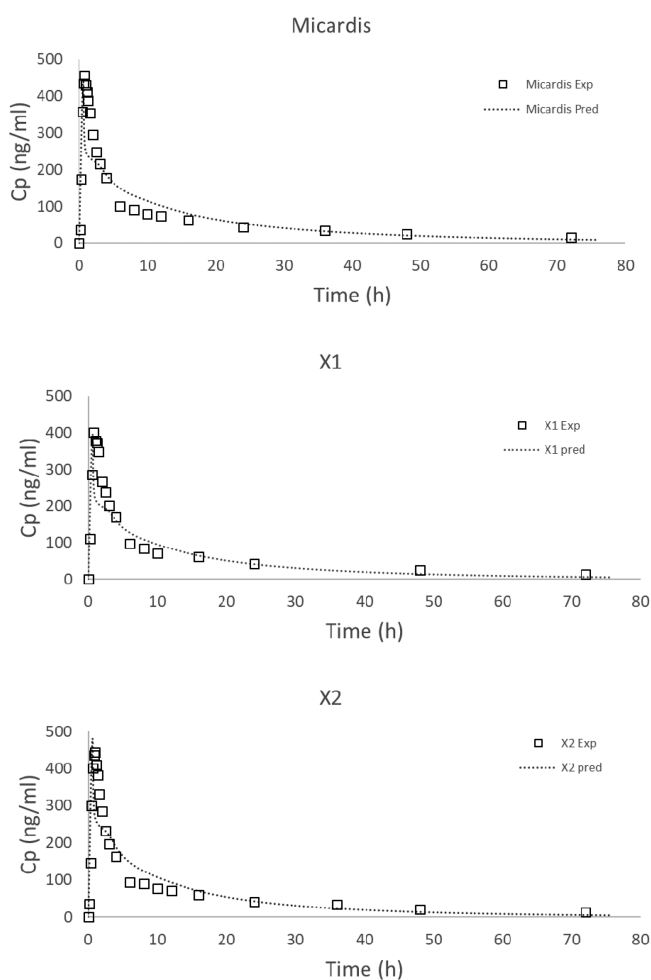 Micardis
500
400
300
200
100
0
Cp (ng/ml)
Micardis Exp
Micardis Pred
0 10 20 30 40 50 60 70 80
Time (h)
X1
500
400
300
200
100
0
Cp (ng/ml)
X1 Exp
X1 pred
0 10 20 30 40 50 60 70 80
Time (h)
X2
500
400
300
200
100
0
Cp (ng/ml)
X2 Exp
X2 pred
0 10 20 30 40 50 60 70 80
Time (h)